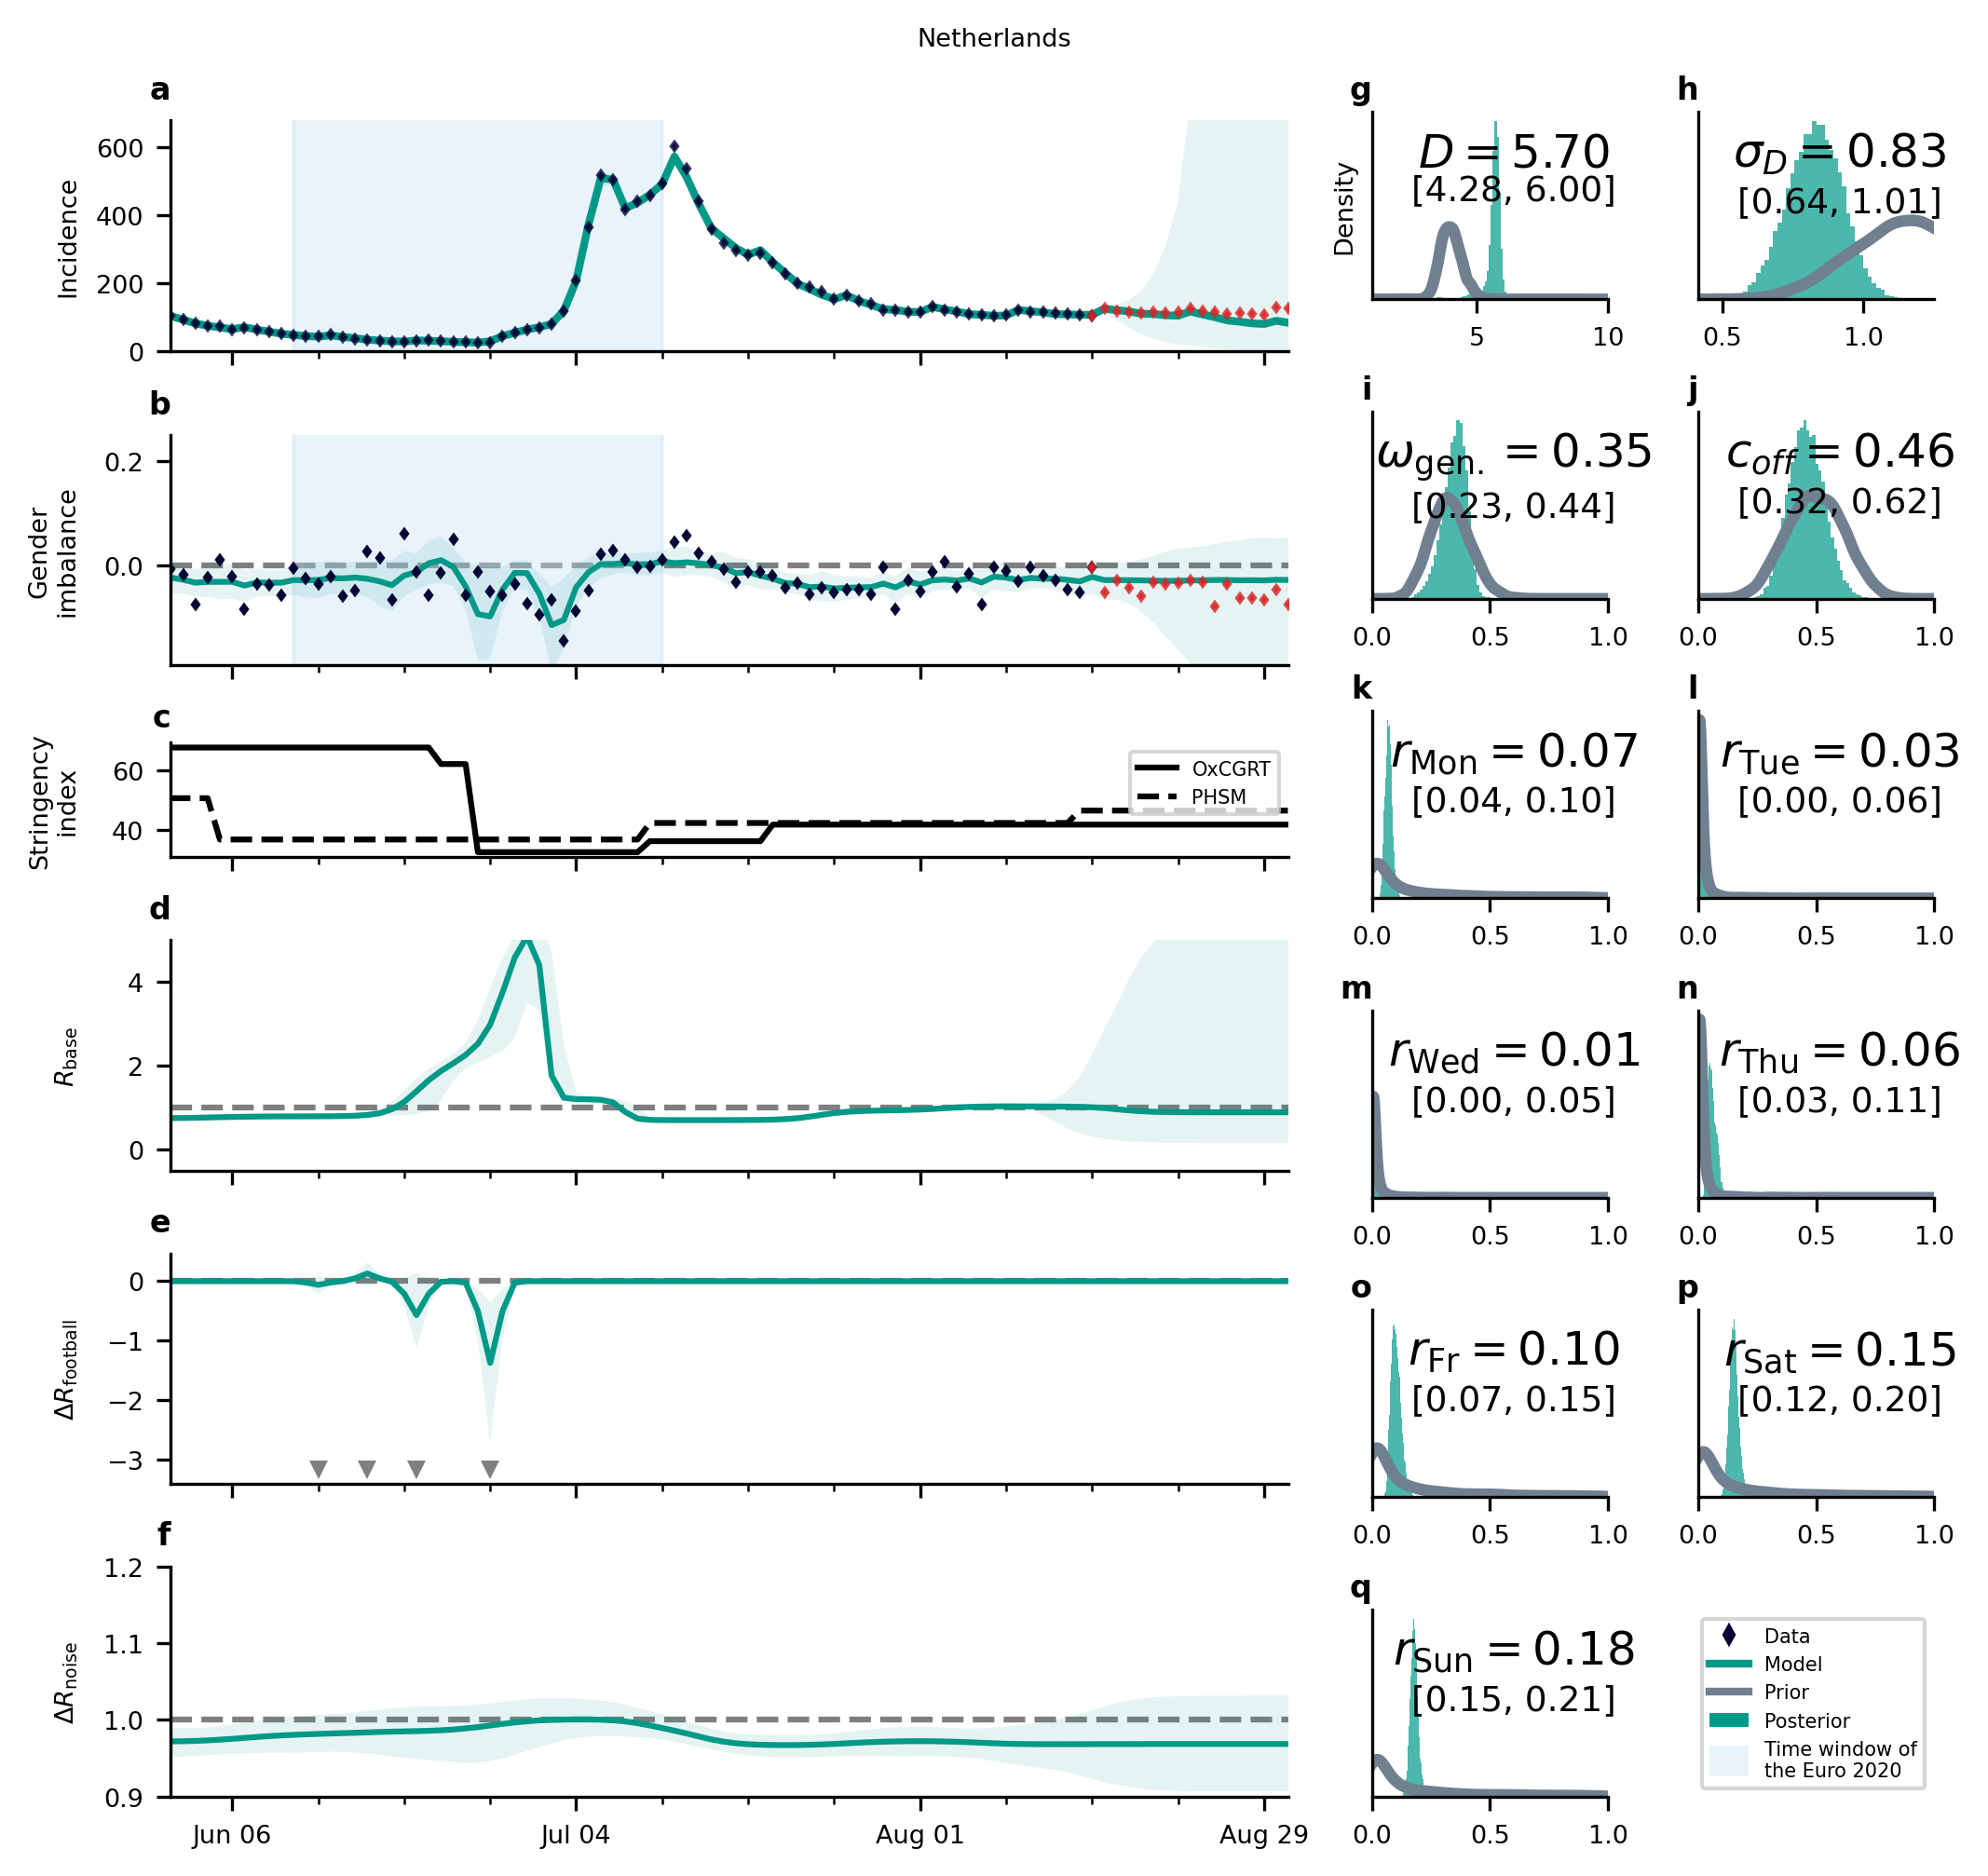 Netherlands
a
600
400
200
0
Incidence
b
0.2
0.0
Gender
imbalance
c
60
40
Stringency
index
OxCGRT
PHSM
d
4
2
0
R_base
e
0
−1
−2
−3
ΔR_football
f
1.2
1.1
1.0
0.9
ΔR_noise
Jun 06
Jul 04
Aug 01
Aug 29
g
Density
D = 5.70
[4.28, 6.00]
5
10
h
σ_D = 0.83
[0.64, 1.01]
0.5
1.0
i
ω_gen. = 0.35
[0.23, 0.44]
0.0
0.5
1.0
j
c_off = 0.46
[0.32, 0.62]
0.0
0.5
1.0
k
r_Mon = 0.07
[0.04, 0.10]
0.0
0.5
1.0
l
r_Tue = 0.03
[0.00, 0.06]
0.0
0.5
1.0
m
r_Wed = 0.01
[0.00, 0.05]
0.0
0.5
1.0
n
r_Thu = 0.06
[0.03, 0.11]
0.0
0.5
1.0
o
r_Fr = 0.10
[0.07, 0.15]
0.0
0.5
1.0
p
r_Sat = 0.15
[0.12, 0.20]
0.0
0.5
1.0
q
r_Sun = 0.18
[0.15, 0.21]
0.0
0.5
1.0
Data
Model
Prior
Posterior
Time window of
the Euro 2020